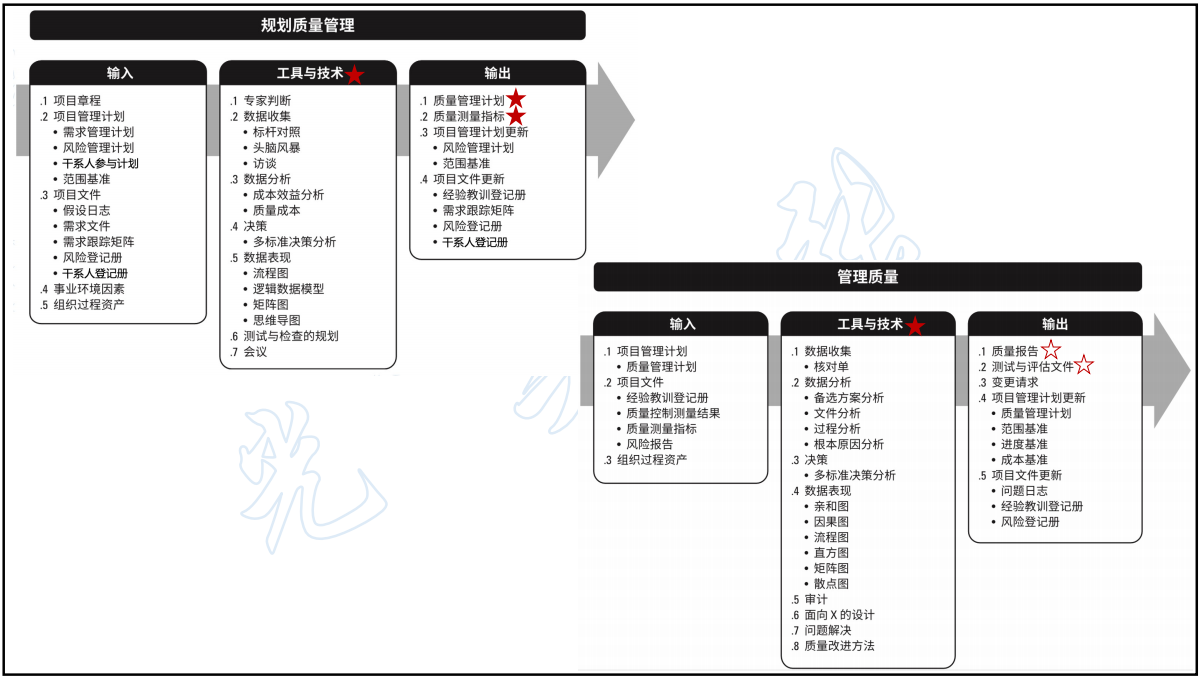 规划质量管理
输入
.1 项目章程
.2 项目管理计划
• 需求管理计划
• 风险管理计划
• 干系人参与计划
• 范围基准
.3 项目文件
• 假设日志
• 需求文件
• 需求跟踪矩阵
• 风险登记册
• 干系人登记册
.4 事业环境因素
.5 组织过程资产
工具与技术
.1 专家判断
.2 数据收集
• 标杆对照
• 头脑风暴
• 访谈
.3 数据分析
• 成本效益分析
• 质量成本
.4 决策
• 多标准决策分析
.5 数据表现
• 流程图
• 逻辑数据模型
• 矩阵图
• 思维导图
.6 测试与检查的规划
.7 会议
输出
.1 质量管理计划
.2 质量测量指标
.3 项目管理计划更新
• 风险管理计划
• 范围基准
.4 项目文件更新
• 经验教训登记册
• 需求跟踪矩阵
• 风险登记册
• 干系人登记册
管理质量
输入
.1 项目管理计划
• 质量管理计划
.2 项目文件
• 经验教训登记册
• 质量控制测量结果
• 质量测量指标
• 风险报告
.3 组织过程资产
工具与技术
.1 数据收集
• 核对单
.2 数据分析
• 备选方案分析
• 文件分析
• 过程分析
• 根本原因分析
.3 决策
• 多标准决策分析
.4 数据表现
• 亲和图
• 因果图
• 流程图
• 直方图
• 矩阵图
• 散点图
.5 审计
.6 面向 X 的设计
.7 问题解决
.8 质量改进方法
输出
.1 质量报告
.2 测试与评估文件
.3 变更请求
.4 项目管理计划更新
• 质量管理计划
• 范围基准
• 进度基准
• 成本基准
.5 项目文件更新
• 问题日志
• 经验教训登记册
• 风险登记册